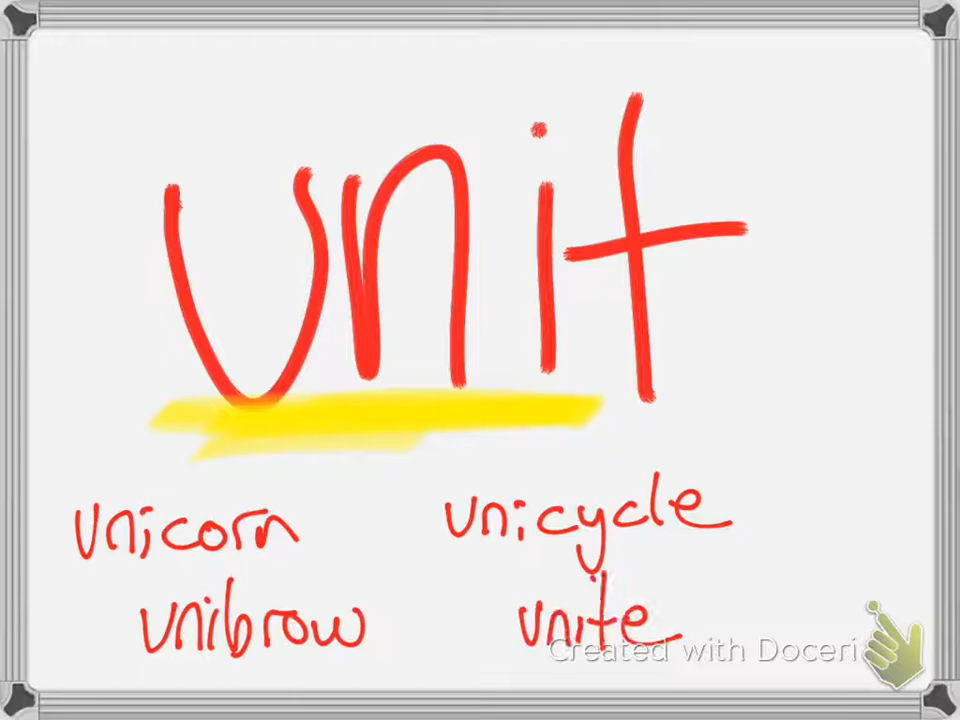 unit
unicorn unicycle
unibrow unite
Created with Doceri